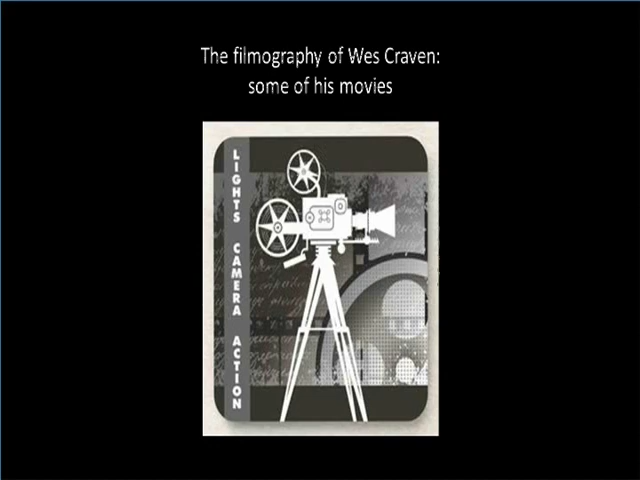 The filmography of Wes Craven:
some of his movies
LIGHTS CAMERA ACTION